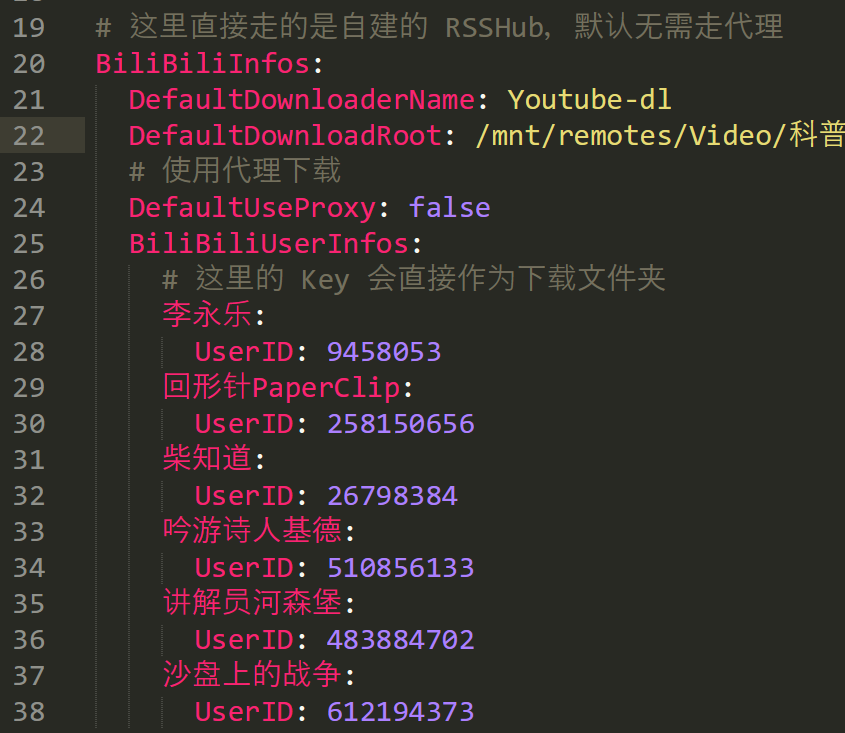 19 # 这里直接走的是自建的 RSSHub, 默认无需走代理
20 BiliBiliInfos:
21 DefaultDownloaderName: Youtube-dl
22 DefaultDownloadRoot: /mnt/remotes/Video/科普
23 # 使用代理下载
24 DefaultUseProxy: false
25 BiliBiliUserInfos:
26 # 这里的 Key 会直接作为下载文件夹
27 李永乐:
28 UserID: 9458053
29 回形针PaperClip:
30 UserID: 258150656
31 柴知道:
32 UserID: 26798384
33 吟游诗人基德:
34 UserID: 510856133
35 讲解员河森堡:
36 UserID: 483884702
37 沙盘上的战争:
38 UserID: 612194373